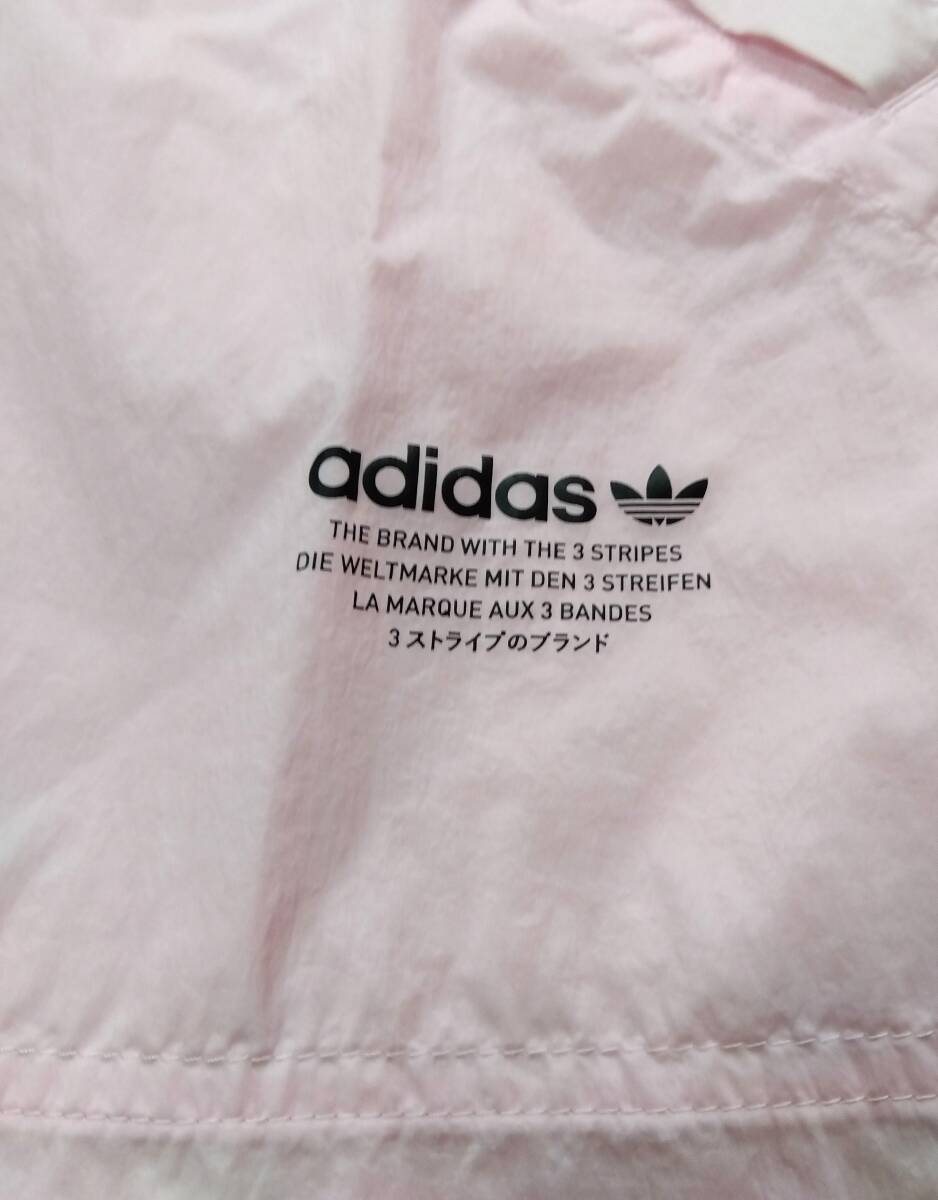 adidas
THE BRAND WITH THE 3 STRIPES
DIE WELTMARKE MIT DEN 3 STREIFEN
LA MARQUE AUX 3 BANDES
3ストライプのブランド